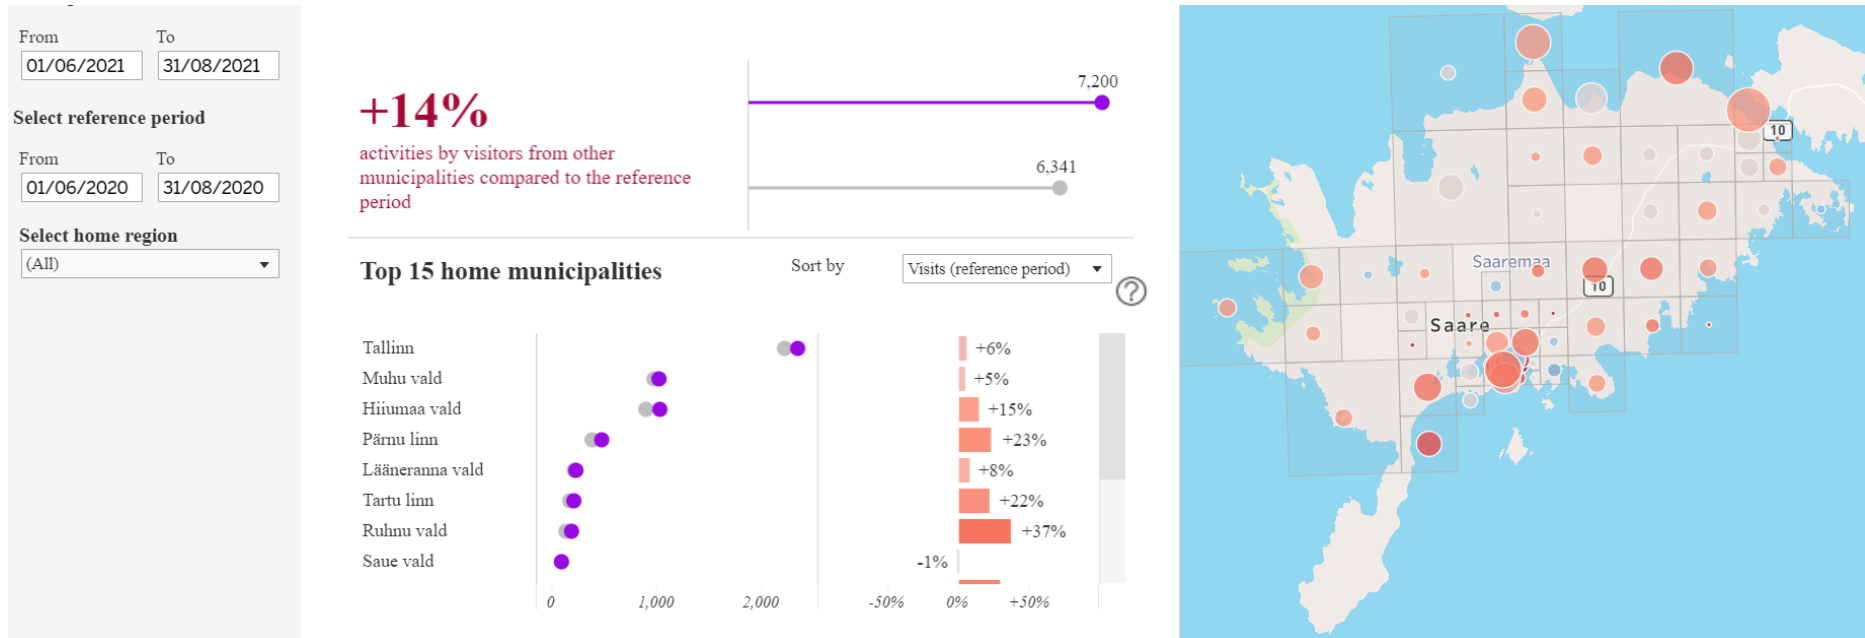 From To
01/06/2021 31/08/2021
Select reference period
From To
01/06/2020 31/08/2020
Select home region
(All)
+14%
activities by visitors from other
municipalities compared to the reference
period
7,200
6,341
Top 15 home municipalities
Sort by
Visits (reference period)
?
Tallinn +6%
Muhu vald +5%
Hiiumaa vald +15%
Pärnu linn +23%
Lääneranna vald +8%
Tartu linn +22%
Ruhnu vald +37%
Saue vald -1%
0 1,000 2,000 -50% 0% +50%
10
Saaremaa
10
Saare